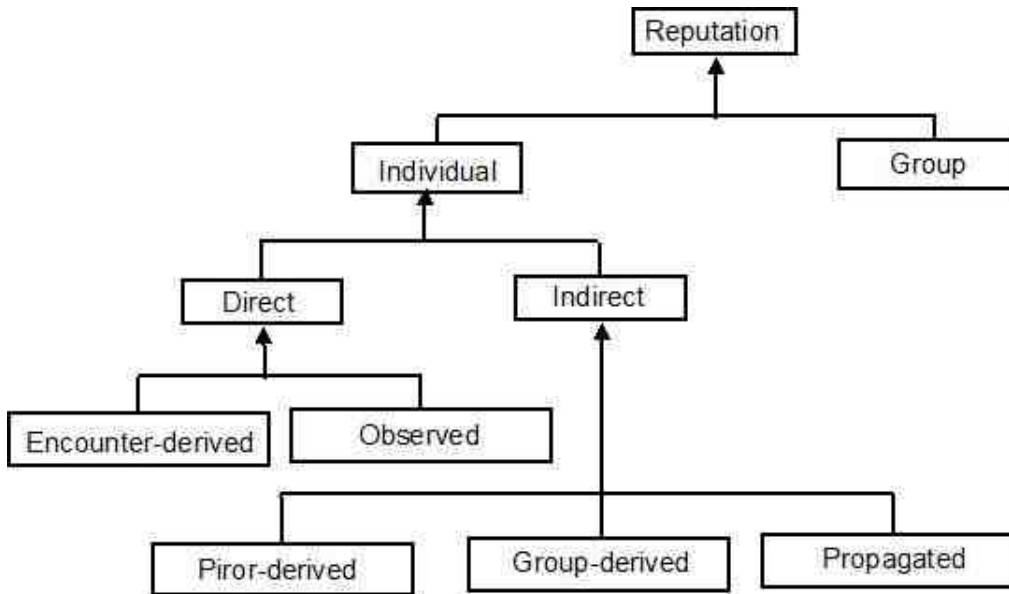 Reputation
Individual
Group
Direct
Indirect
Encounter-derived
Observed
Piror-derived
Group-derived
Propagated